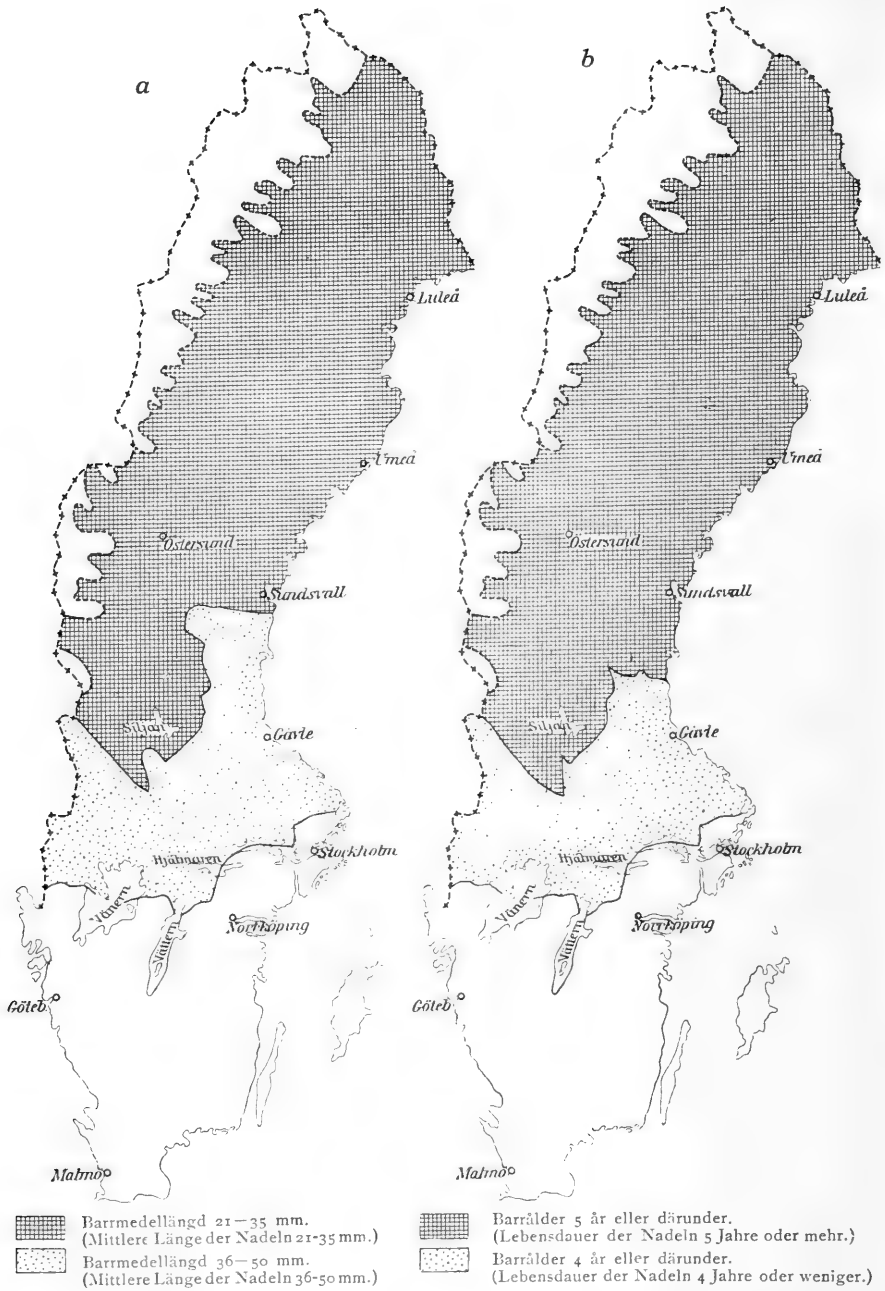 a
b
Luleå
Luleå
Umeå
Umeå
Östersund
Östersund
Sundsvall
Sundsvall
Siljan
Siljan
Gävle
Gävle
Stockholm
Stockholm
Hjälmaren
Hjälmaren
Vänern
Vänern
Vättern
Vättern
Norrköping
Norrköping
Göteb
Göteb
Malmö
Malmö
Barrmedellängd 21—35 mm.
(Mittlere Länge der Nadeln 21-35 mm.)
Barrmedellängd 36—50 mm.
(Mittlere Länge der Nadeln 36-50 mm.)
Barrålder 5 år eller därunder.
(Lebensdauer der Nadeln 5 Jahre oder mehr.)
Barrålder 4 år eller därunder.
(Lebensdauer der Nadeln 4 Jahre oder weniger.)